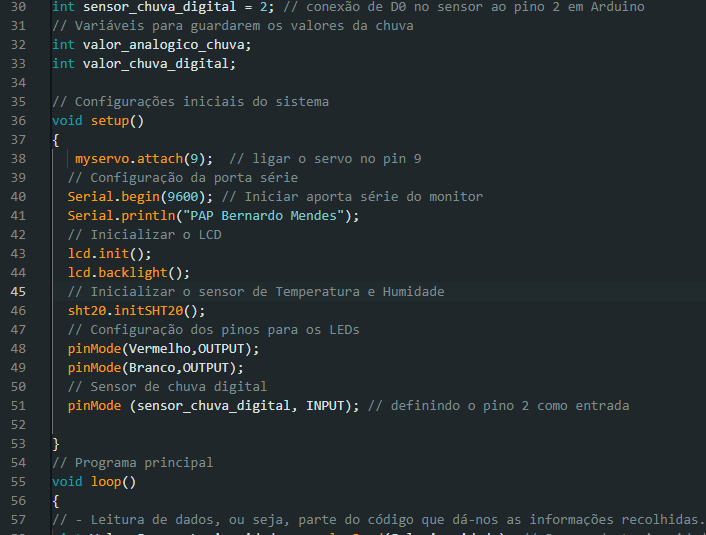 30 int sensor_chuva_digital = 2; // conexão de D0 no sensor ao pino 2 em Arduino
31 // Variáveis para guardarem os valores da chuva
32 int valor_analogico_chuva;
33 int valor_chuva_digital;
34
35 // Configurações iniciais do sistema
36 void setup()
37 {
38 myservo.attach(9); // ligar o servo no pin 9
39 // Configuração da porta série
40 Serial.begin(9600); // Iniciar aporta série do monitor
41 Serial.println("PAP Bernardo Mendes");
42 // Inicializar o LCD
43 lcd.init();
44 lcd.backlight();
45 // Inicializar o sensor de Temperatura e Humidade
46 sht20.initSHT20();
47 // Configuração dos pinos para os LEDs
48 pinMode(Vermelho,OUTPUT);
49 pinMode(Branco,OUTPUT);
50 // Sensor de chuva digital
51 pinMode (sensor_chuva_digital, INPUT); // definindo o pino 2 como entrada
52
53 }
54 // Programa principal
55 void loop()
56 {
57 // - Leitura de dados, ou seja, parte do código que dá-nos as informações recolhidas.